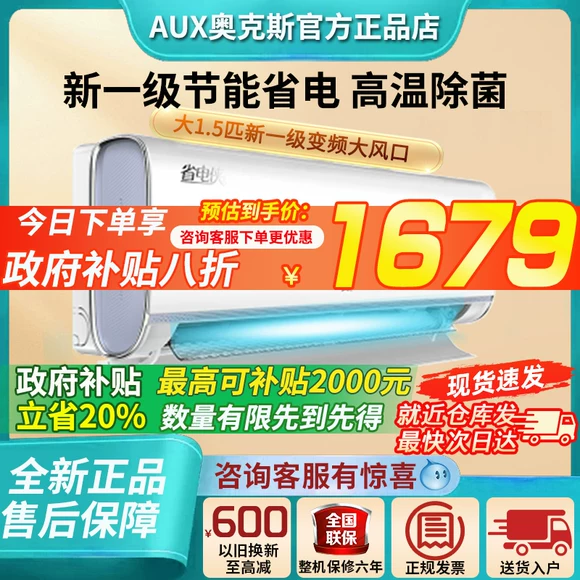 AUX奥克斯官方正品店
新一级节能省电 高温除菌
大1.5匹新一级变频大风口
省电侠
今日下单享
政府补贴八折
预估到手价:
咨询客服下单更优惠
¥
1679
政府补贴
立省20%
最高可补贴2000元
数量有限先到先得
现货速发
就近仓库发
最快次日达
全新正品
售后保障
咨询客服有惊喜
¥600
以旧换新
至高减
全国
联保
整机保修六年
正规发票
送货入户